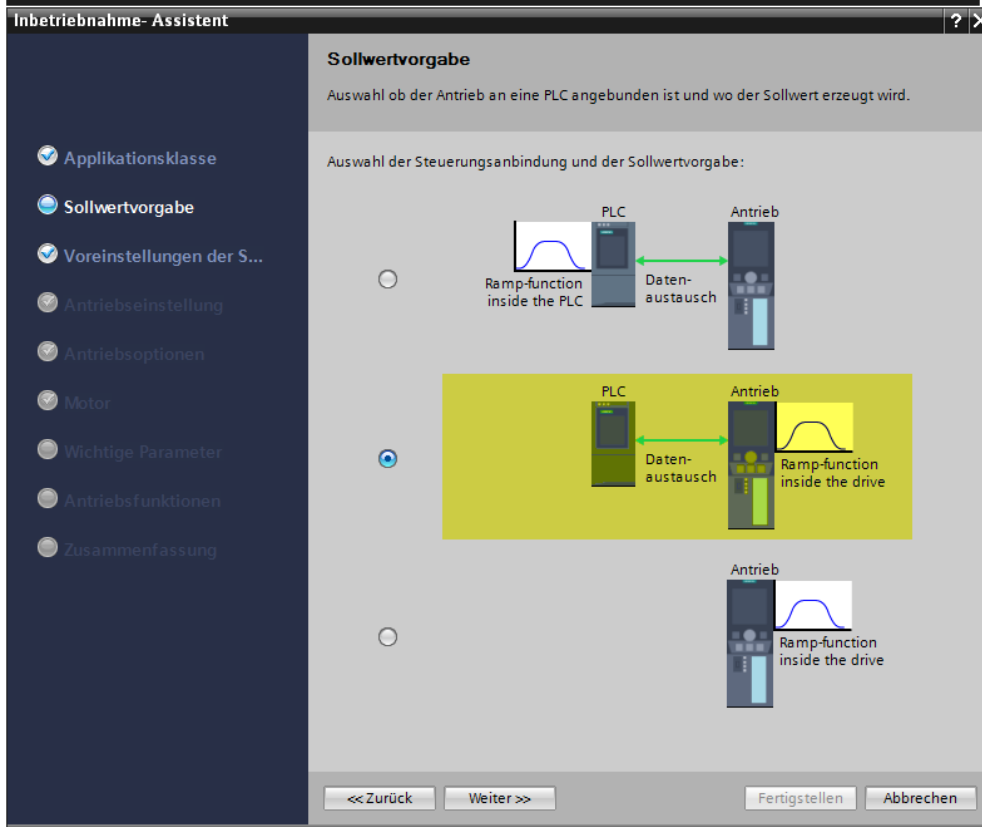 Inbetriebnahme- Assistent
? X
Sollwertvorgabe
Auswahl ob der Antrieb an eine PLC angebunden ist und wo der Sollwert erzeugt wird.
Applikationsklasse
Sollwertvorgabe
Voreinstellungen der S...
Antriebseinstellung
Antriebsoptionen
Motor
Wichtige Parameter
Antriebsfunktionen
Zusammenfassung
Auswahl der Steuerungsanbindung und der Sollwertvorgabe:
PLC
Antrieb
Ramp-function
inside the PLC
Daten-
austausch
PLC
Antrieb
Daten-
austausch
Ramp-function
inside the drive
Antrieb
Ramp-function
inside the drive
<< Zurück
Weiter >>
Fertigstellen
Abbrechen